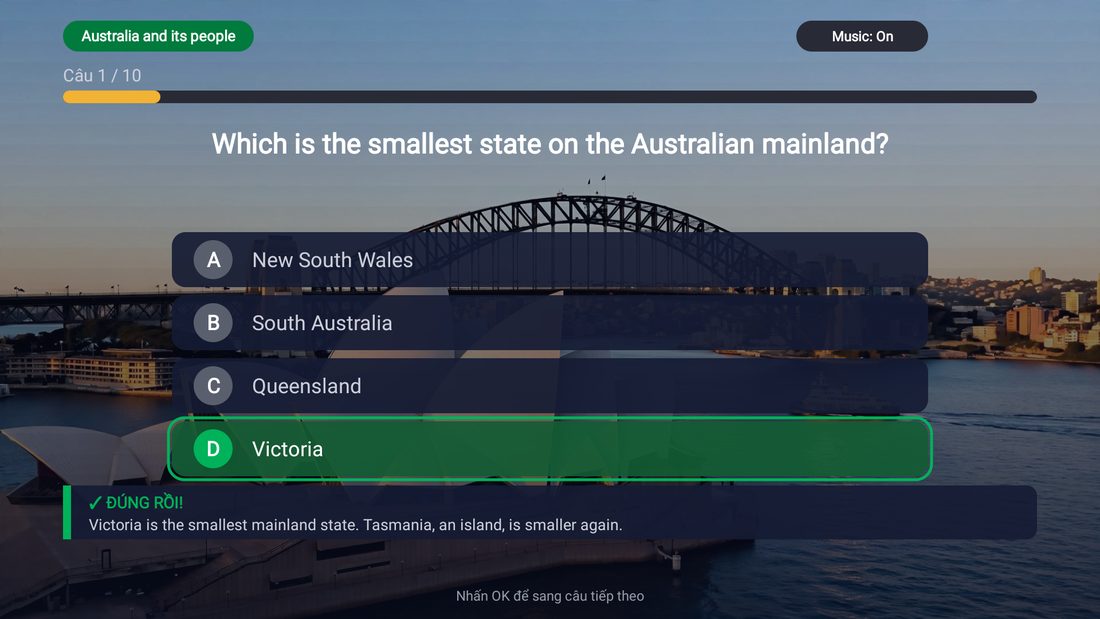 Australia and its people
Music: On
Câu 1 / 10
Which is the smallest state on the Australian mainland?
A New South Wales
B South Australia
C Queensland
D Victoria
✓ ĐÚNG RỒI!
Victoria is the smallest mainland state. Tasmania, an island, is smaller again.
Nhấn OK để sang câu tiếp theo